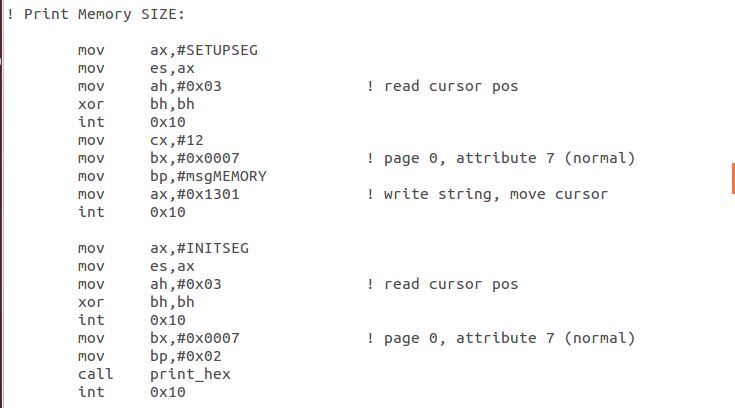 ! Print Memory SIZE:
mov ax,#SETUPSEG
mov es,ax
mov ah,#0x03 ! read cursor pos
xor bh,bh
int 0x10
mov cx,#12
mov bx,#0x0007 ! page 0, attribute 7 (normal)
mov bp,#msgMEMORY
mov ax,#0x1301 ! write string, move cursor
int 0x10
mov ax,#INITSEG
mov es,ax
mov ah,#0x03 ! read cursor pos
xor bh,bh
int 0x10
mov bx,#0x0007 ! page 0, attribute 7 (normal)
mov bp,#0x02
call print_hex
int 0x10